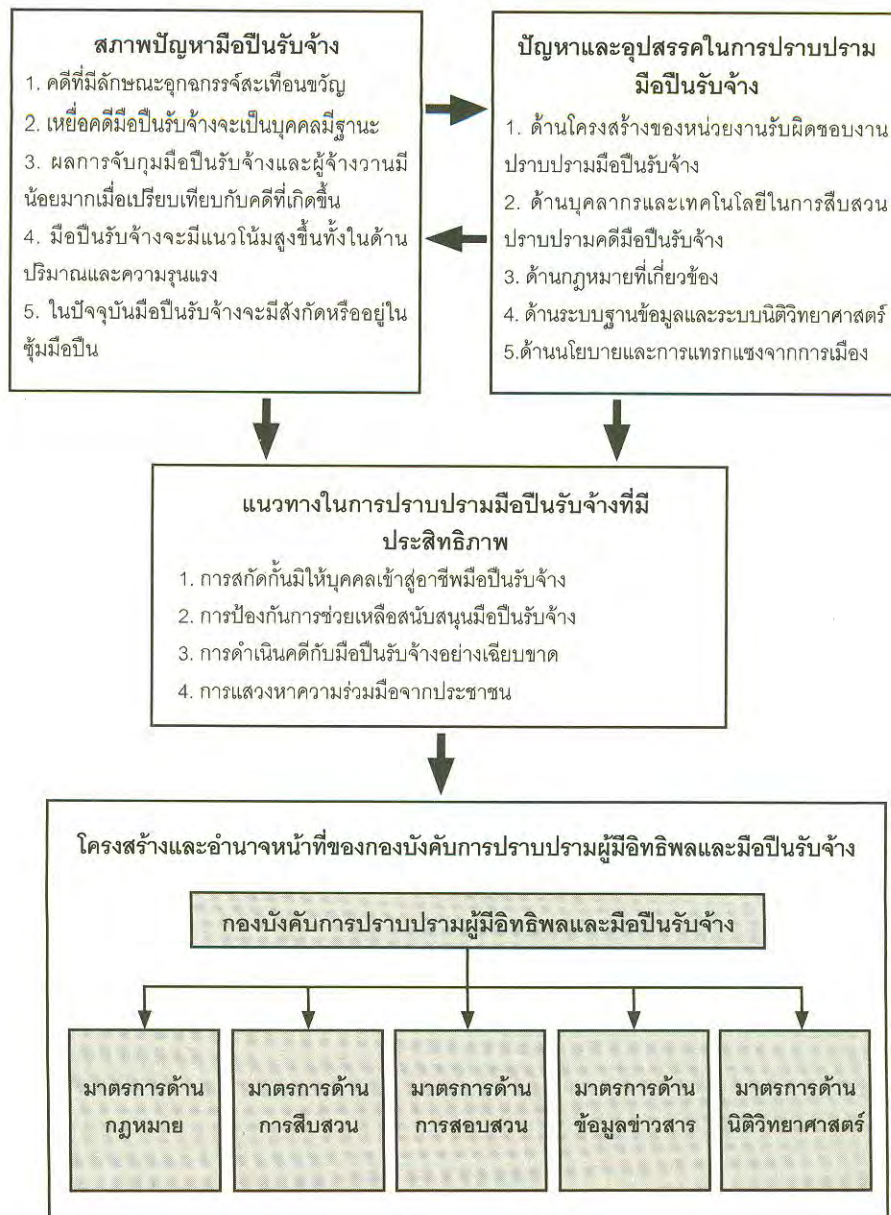 สภาพปัญหามือปืนรับจ้าง
1. คดีที่มีลักษณะอุกฉกรรจ์สะเทือนขวัญ
2. เหยื่อคดีมือปืนรับจ้างจะเป็นบุคคลมีฐานะ
3. ผลการจับกุมมือปืนรับจ้างและผู้จ้างวานมี
น้อยมากเมื่อเปรียบเทียบกับคดีที่เกิดขึ้น
4. มือปืนรับจ้างจะมีแนวโน้มสูงขึ้นทั้งในด้าน
ปริมาณและความรุนแรง
5. ในปัจจุบันมือปืนรับจ้างจะมีสังกัดหรืออยู่ใน
ซุ้มมือปืน
ปัญหาและอุปสรรคในการปราบปราม
มือปืนรับจ้าง
1. ด้านโครงสร้างของหน่วยงานรับผิดชอบงาน
ปราบปรามมือปืนรับจ้าง
2. ด้านบุคลากรและเทคโนโลยีในการสืบสวน
ปราบปรามคดีมือปืนรับจ้าง
3. ด้านกฎหมายที่เกี่ยวข้อง
4. ด้านระบบฐานข้อมูลและระบบนิติวิทยาศาสตร์
5.ด้านนโยบายและการแทรกแซงจากการเมือง
แนวทางในการปราบปรามมือปืนรับจ้างที่มี
ประสิทธิภาพ
1. การสกัดกั้นมิให้บุคคลเข้าสู่อาชีพมือปืนรับจ้าง
2. การป้องกันการช่วยเหลือสนับสนุนมือปืนรับจ้าง
3. การดำเนินคดีกับมือปืนรับจ้างอย่างเฉียบขาด
4. การแสวงหาความร่วมมือจากประชาชน
โครงสร้างและอำนาจหน้าที่ของกองบังคับการปราบปรามผู้มีอิทธิพลและมือปืนรับจ้าง
กองบังคับการปราบปรามผู้มีอิทธิพลและมือปืนรับจ้าง
มาตรการด้าน
กฎหมาย
มาตรการด้าน
การสืบสวน
มาตรการด้าน
การสอบสวน
มาตรการด้าน
ข้อมูลข่าวสาร
มาตรการด้าน
นิติวิทยาศาสตร์